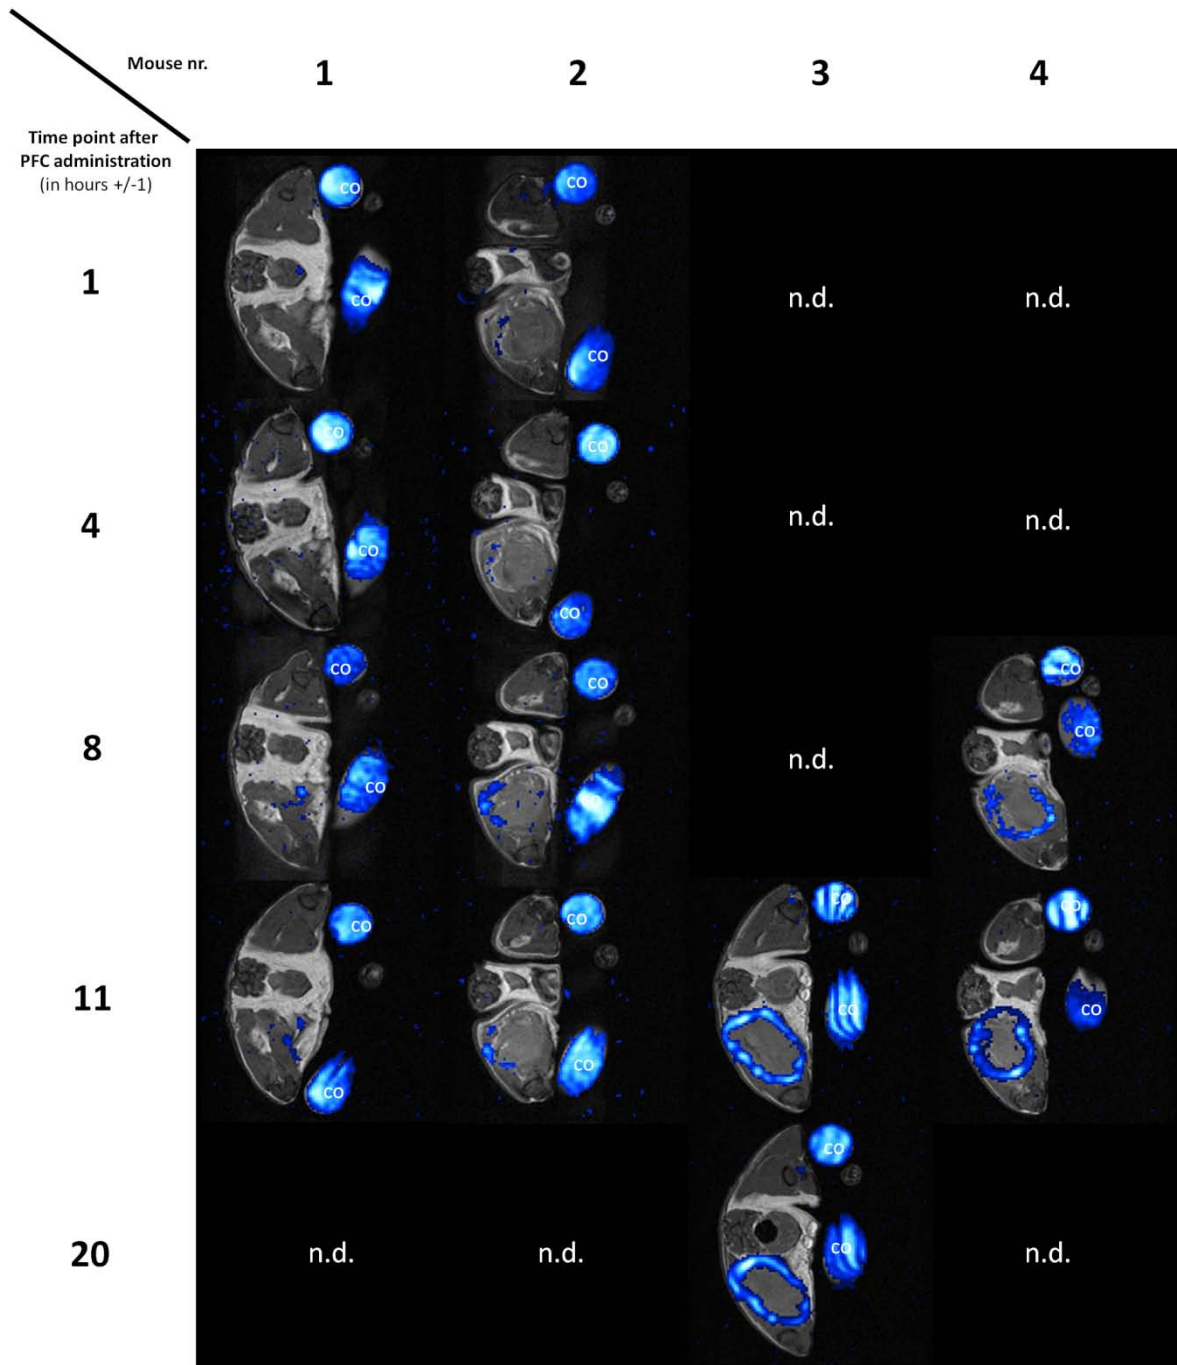 Mouse nr.
1 2 3 4
Time point after
PFC administration
(in hours +/-1)
CO CO
1 CO CO n.d. n.d.
CO CO
4 CO CO n.d. n.d.
CO CO CO
8 CO CO n.d. CO
CO CO CO CO
11 CO CO CO CO
CO
20 n.d. n.d. CO n.d.